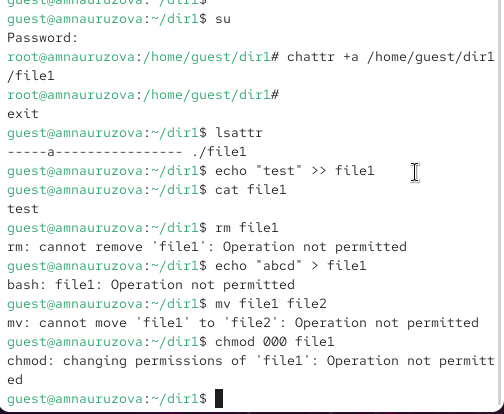 guest@amnauruzova:~/dir1$
guest@amnauruzova:~/dir1$ su
Password:
root@amnauruzova:/home/guest/dir1# chattr +a /home/guest/dir1
/file1
root@amnauruzova:/home/guest/dir1#
exit
guest@amnauruzova:~/dir1$ lsattr
-----a---------------- ./file1
guest@amnauruzova:~/dir1$ echo "test" >> file1
guest@amnauruzova:~/dir1$ cat file1
test
guest@amnauruzova:~/dir1$ rm file1
rm: cannot remove 'file1': Operation not permitted
guest@amnauruzova:~/dir1$ echo "abcd" > file1
bash: file1: Operation not permitted
guest@amnauruzova:~/dir1$ mv file1 file2
mv: cannot move 'file1' to 'file2': Operation not permitted
guest@amnauruzova:~/dir1$ chmod 000 file1
chmod: changing permissions of 'file1': Operation not permitt
ed
guest@amnauruzova:~/dir1$